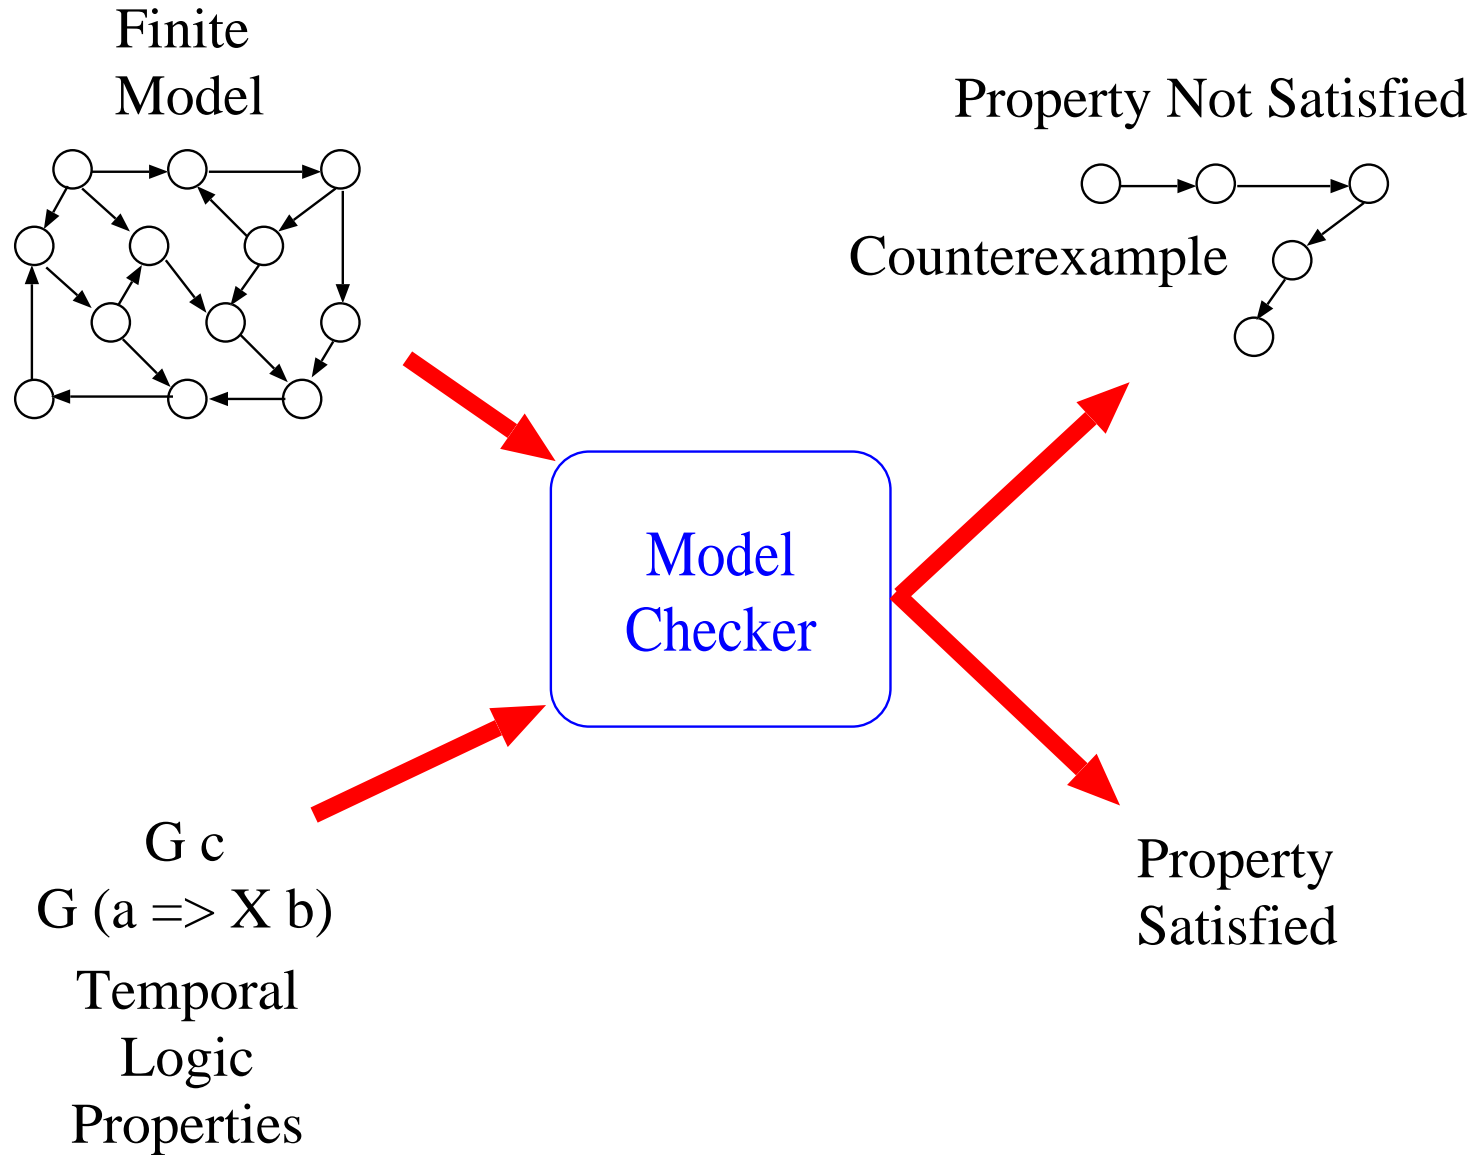 Finite
Model
Property Not Satisfied
Counterexample
Model
Checker
G c
G (a => X b)
Temporal
Logic
Properties
Property
Satisfied